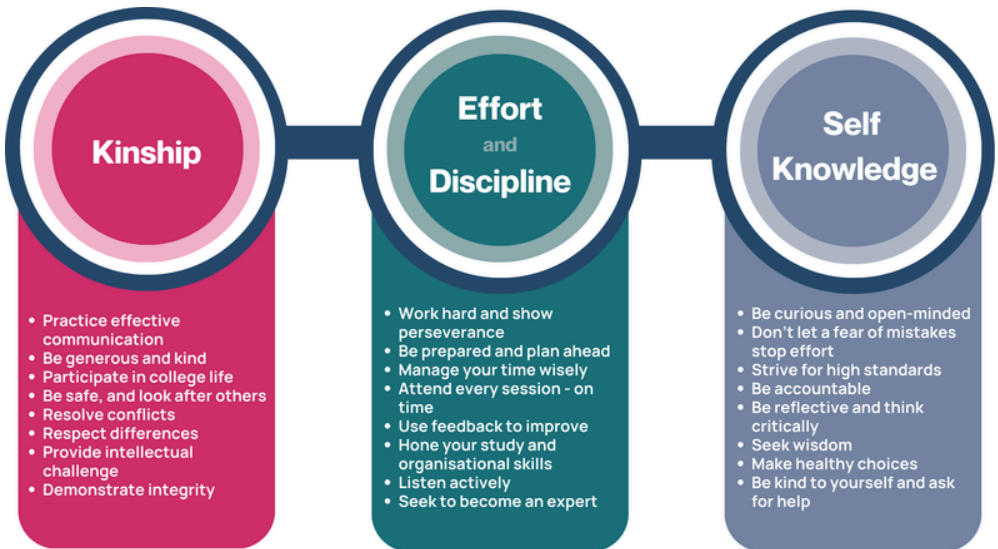 Kinship
• Practice effective
communication
• Be generous and kind
• Participate in college life
• Be safe, and look after others
• Resolve conflicts
• Respect differences
• Provide intellectual
challenge
• Demonstrate integrity
Effort
and
Discipline
• Work hard and show
perseverance
• Be prepared and plan ahead
• Manage your time wisely
• Attend every session - on
time
• Use feedback to improve
• Hone your study and
organisational skills
• Listen actively
• Seek to become an expert
Self
Knowledge
• Be curious and open-minded
• Don't let a fear of mistakes
stop effort
• Strive for high standards
• Be accountable
• Be reflective and think
critically
• Seek wisdom
• Make healthy choices
• Be kind to yourself and ask
for help